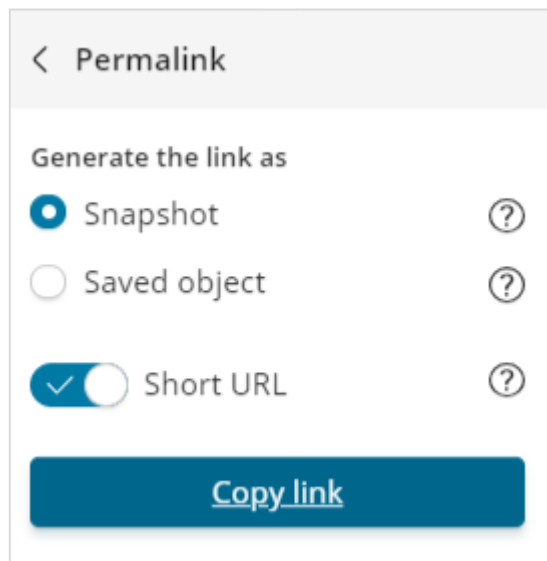 Permalink
Generate the link as
Snapshot
Saved object
Short URL
Copy link